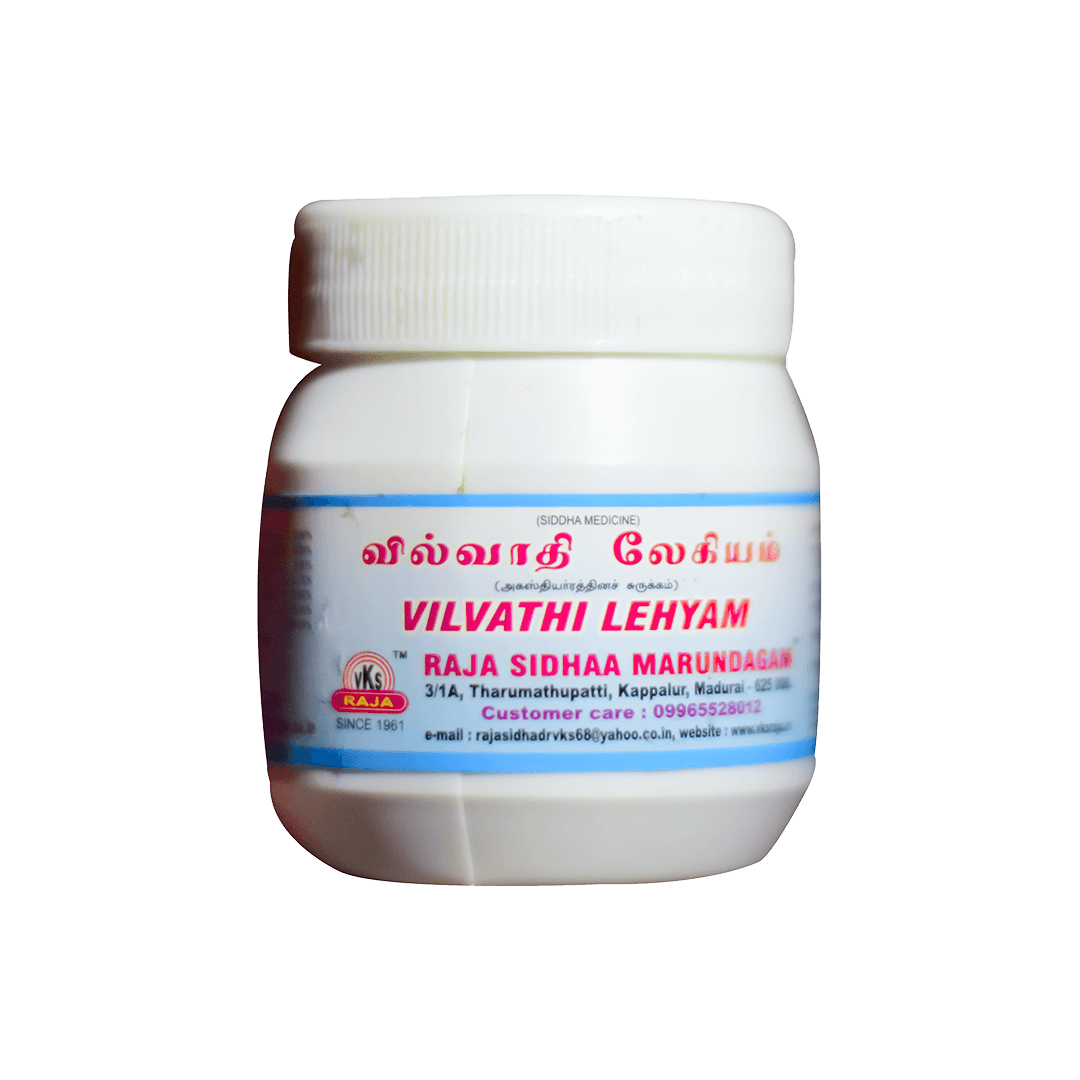 (SIDDHA MEDICINE)
வில்வாதி லேகியம்
(அகஸ்தியர்ரத்தினச் சுருக்கம்)
VILVATHI LEHYAM
vKs
RAJA
TM
SINCE 1961
RAJA SIDHAA MARUNDAGAM
3/1A, Tharumathupatti, Kappalur, Madurai - 625
Customer care : 09965528012
e-mail : rajasidhadrvks68@yahoo.co.in, website :